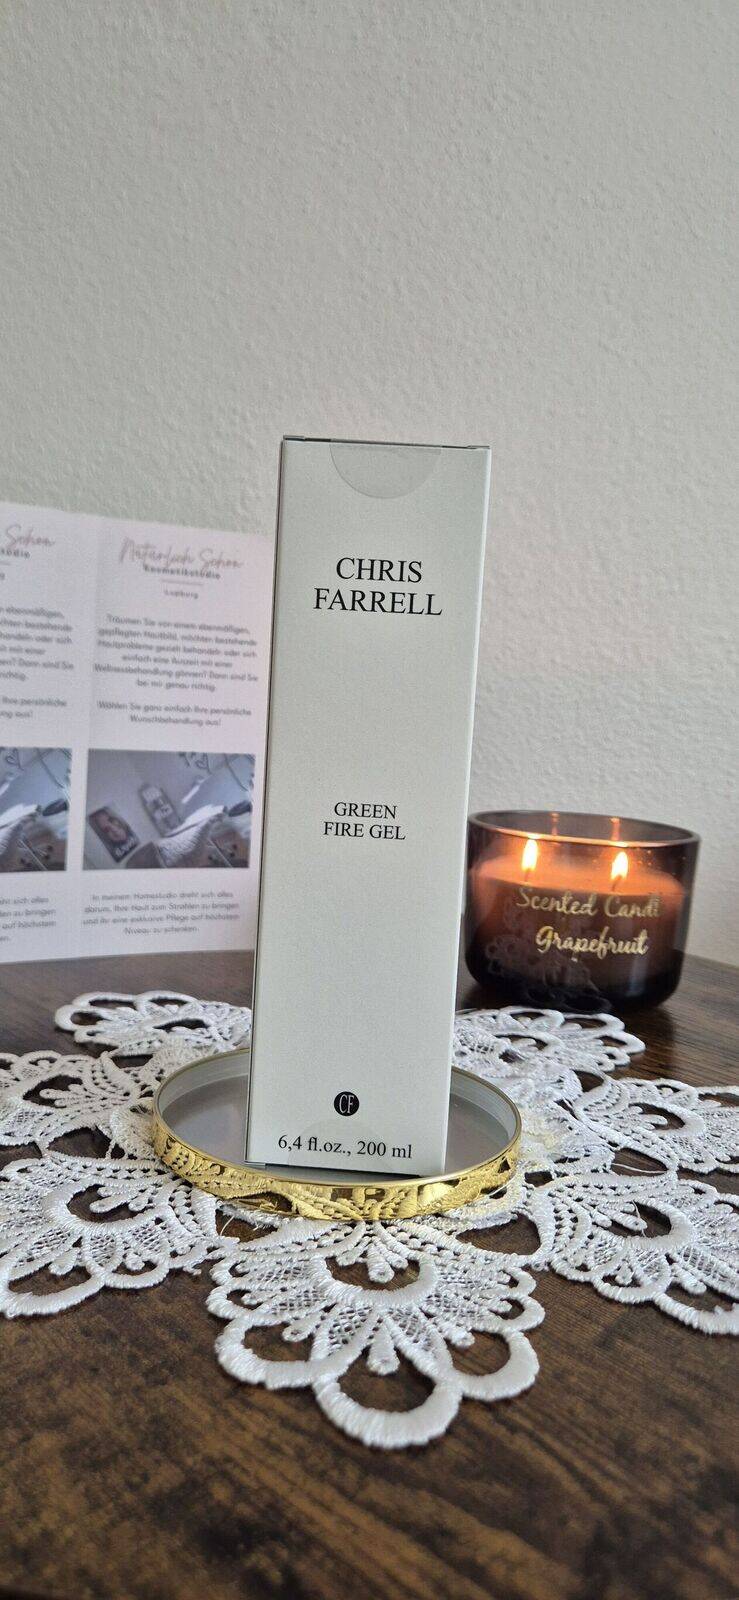 CHRIS
FARRELL
GREEN
FIRE GEL
CF
6,4 fl.oz., 200 ml
Scented Candl
Grapefruit
Natürlich Schön
Kosmetikstudio
Träumen Sie von einem ebenmäßigen,
gepflegten Hautbild, möchten bestehende
Hautprobleme gezielt behandeln oder sich
einfach eine Auszeit mit einer
Wellnessbehandlung gönnen? Dann sind Sie
bei mir genau richtig.
Wählen Sie ganz einfach Ihre persönliche
Wunschbehandlung aus!
In meinem Homestudio dreht sich alles
darum, Ihre Haut zum Strahlen zu bringen
und ihr eine exklusive Pflege auf höchstem
Niveau zu schenken.